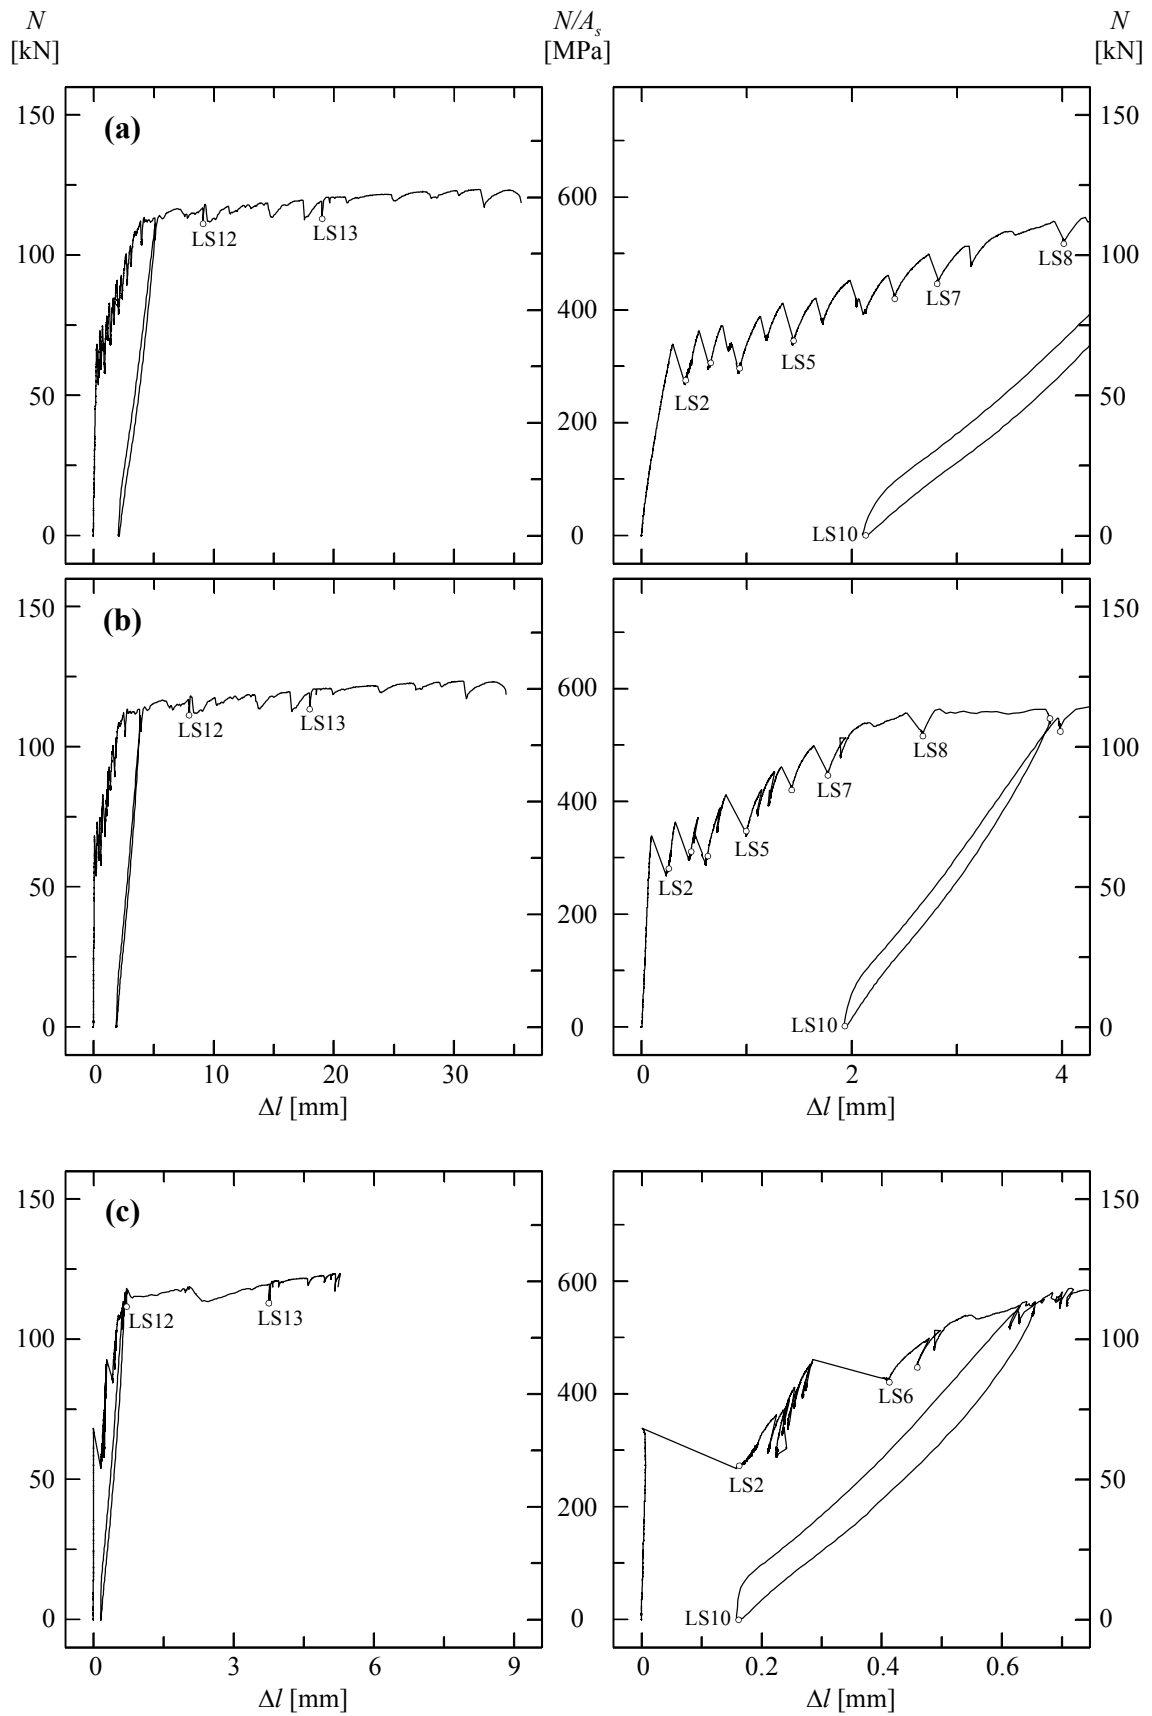 N N/Aₛ N
[kN] [MPa] [kN]
150 (a) 150
600
LS12 LS13
100 LS8 100
LS7
400
LS5
50 LS2 50
200
0 0 LS10 0
150 (b) 150
600
LS12 LS13
100 LS8 100
LS7
400
LS5
50 LS2 50
200
0 0 LS10 0
0 10 20 30 0 2 4
Δl [mm] Δl [mm]
150 (c) 150
600
LS12 LS13
100 100
400 LS6
50 LS2 50
200
0 0 LS10 0
0 3 6 9 0 0.2 0.4 0.6
Δl [mm] Δl [mm]